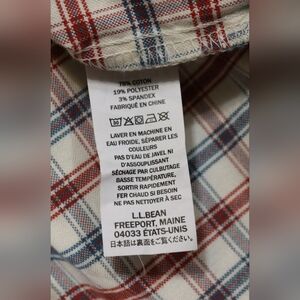 78% COTON
19% POLYESTER
3% SPANDEX
FABRIQUÉ EN CHINE
LAVER EN MACHINE EN
EAU FROIDE, SÉPARER LES
COULEURS
PAS D'EAU DE JAVEL NI
D'ASSOUPLISSANT
SÉCHAGE PAR CULBUTAGE
BASSE TEMPÉRATURE,
SORTIR RAPIDEMENT
FER CHAUD SI BESOIN
NE PAS NETTOYER À SEC
L.L.BEAN
FREEPORT, MAINE
04033 ÉTATS-UNIS
日本語は裏面をご覧ください。